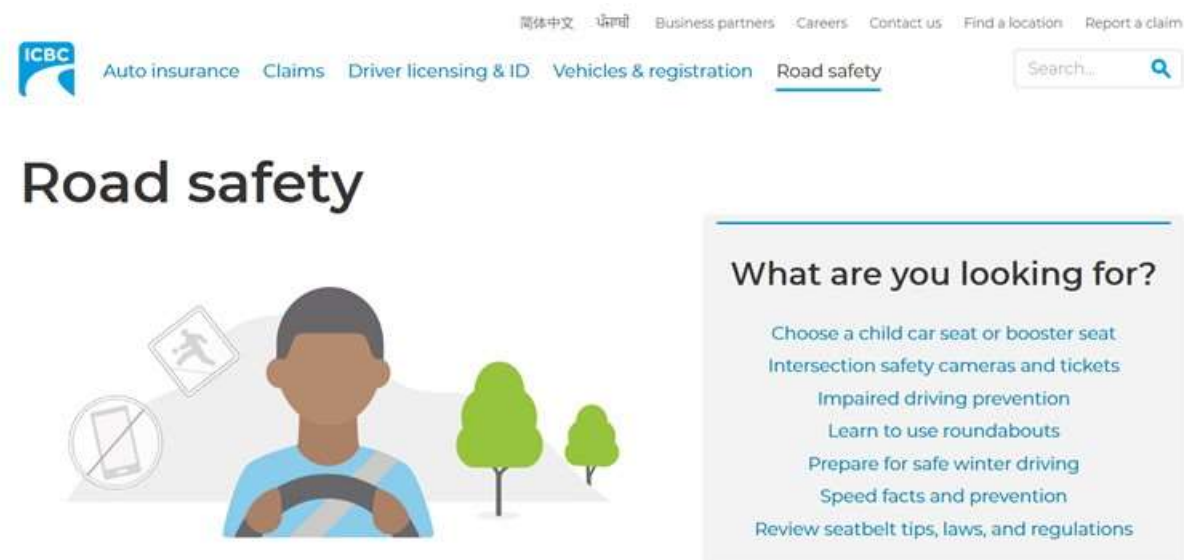 简体中文 ਪੰਜਾਬੀ Business partners Careers Contact us Find a location Report a claim
ICBC
Auto insurance Claims Driver licensing & ID Vehicles & registration Road safety
Search...
Road safety
What are you looking for?
Choose a child car seat or booster seat
Intersection safety cameras and tickets
Impaired driving prevention
Learn to use roundabouts
Prepare for safe winter driving
Speed facts and prevention
Review seatbelt tips, laws, and regulations